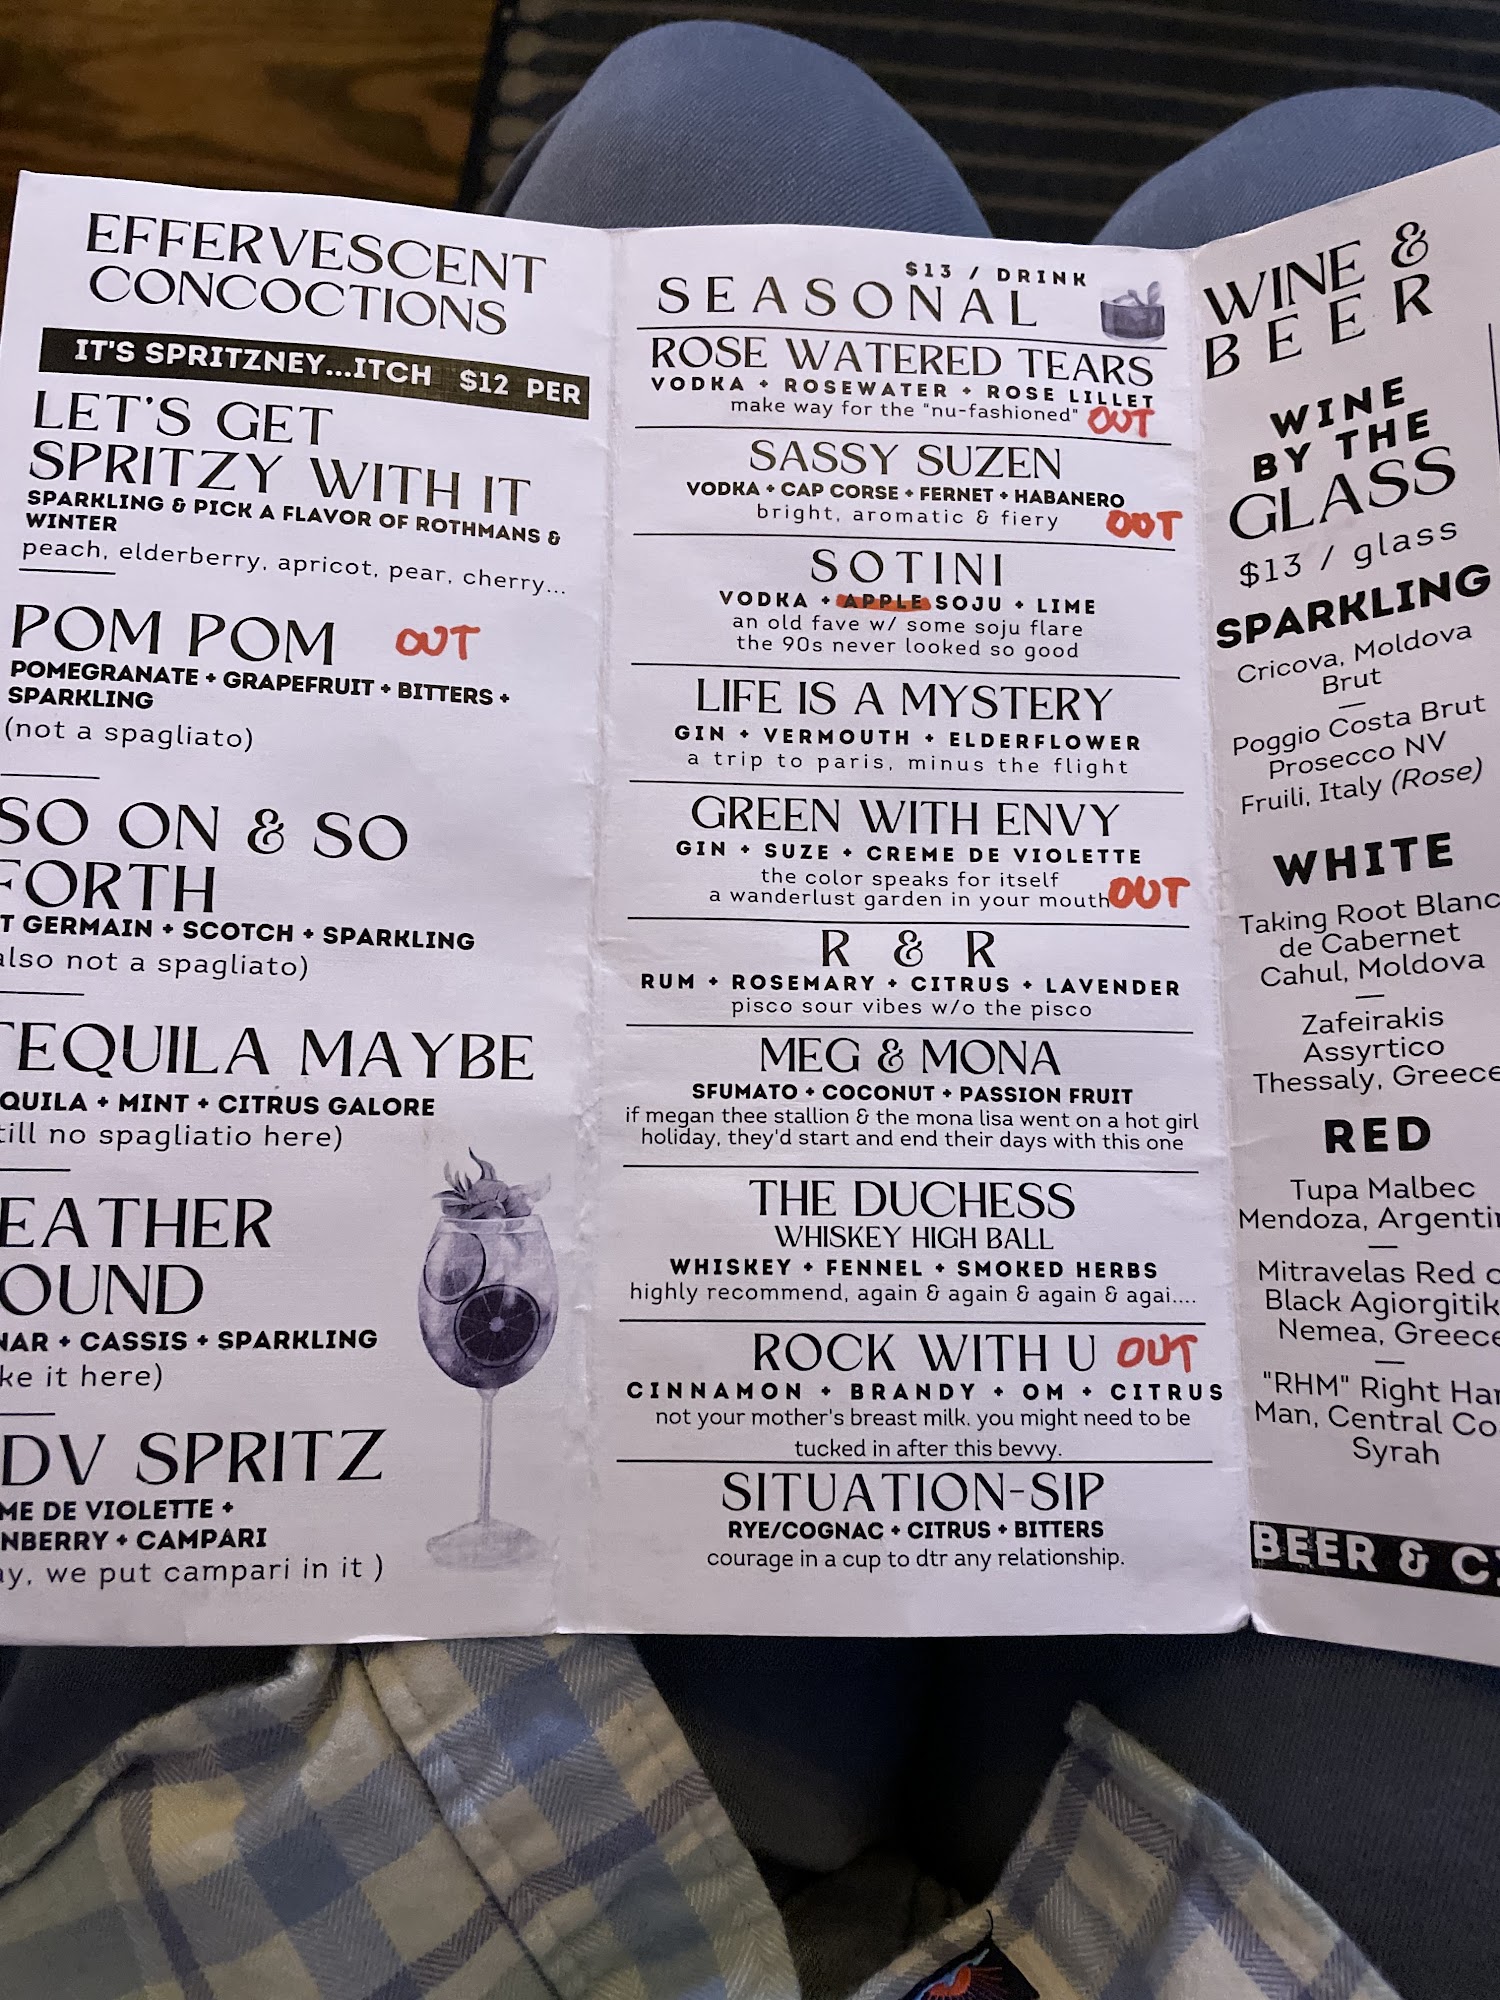 EFFERVESCENT
CONCOCTIONS
IT'S SPRITZNEY...ITCH $12 PER
LET'S GET
SPRITZY WITH IT
SPARKLING & PICK A FLAVOR OF ROTHMANS &
WINTER
peach, elderberry, apricot, pear, cherry...
POM POM OUT
POMEGRANATE + GRAPEFRUIT + BITTERS +
SPARKLING
(not a spagliato)
SO ON & SO
FORTH
GERMAIN + SCOTCH + SPARKLING
also not a spagliato)
TEQUILA MAYBE
+ MINT + CITRUS GALORE
no spagliatio here)
+ CASSIS + SPARKLING
it here)
SPRITZ
DE VIOLETTE +
+ CAMPARI
we put campari in it )
$13 / DRINK
SEASONAL
ROSE WATERED TEARS
VODKA + ROSEWATER + ROSE LILLET
make way for the "nu-fashioned" OUT
SASSY SUZEN
VODKA + CAP CORSE + FERNET + HABANERO
bright, aromatic & fiery OUT
SOTINI
VODKA + APPLE SOJU + LIME
an old fave w/ some soju flare
the 90s never looked so good
LIFE IS A MYSTERY
GIN + VERMOUTH + ELDERFLOWER
a trip to paris, minus the flight
GREEN WITH ENVY
GIN + SUZE + CREME DE VIOLETTE
the color speaks for itself
a wanderlust garden in your mouth OUT
R & R
RUM + ROSEMARY + CITRUS + LAVENDER
pisco sour vibes w/o the pisco
MEG & MONA
SFUMATO + COCONUT + PASSION FRUIT
if megan thee stallion & the mona lisa went on a hot girl
holiday, they'd start and end their days with this one
THE DUCHESS
WHISKEY HIGH BALL
WHISKEY + FENNEL + SMOKED HERBS
highly recommend, again & again & again & agai....
ROCK WITH U OUT
CINNAMON + BRANDY + OM + CITRUS
not your mother's breast milk, you might need to be
tucked in after this bevvy.
SITUATION-SIP
RYE/COGNAC + CITRUS + BITTERS
courage in a cup to dtr any relationship.
WINE &
BEER
WINE
BY THE
GLASS
$13 / glass
SPARKLING
Cricova, Moldova
Brut
Poggio Costa Brut
Prosecco NV
Fruili, Italy (Rose)
WHITE
Taking Root Blanc
de Cabernet
Cahul, Moldova
Zafeirakis
Assyrtico
Thessaly, Greece
RED
Tupa Malbec
Mendoza,
Mitravelas Red
Black
Nemea, Greece
"RHM" Right
Man, Central
Syrah
BEER &